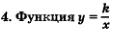 4. Функция y = k/x